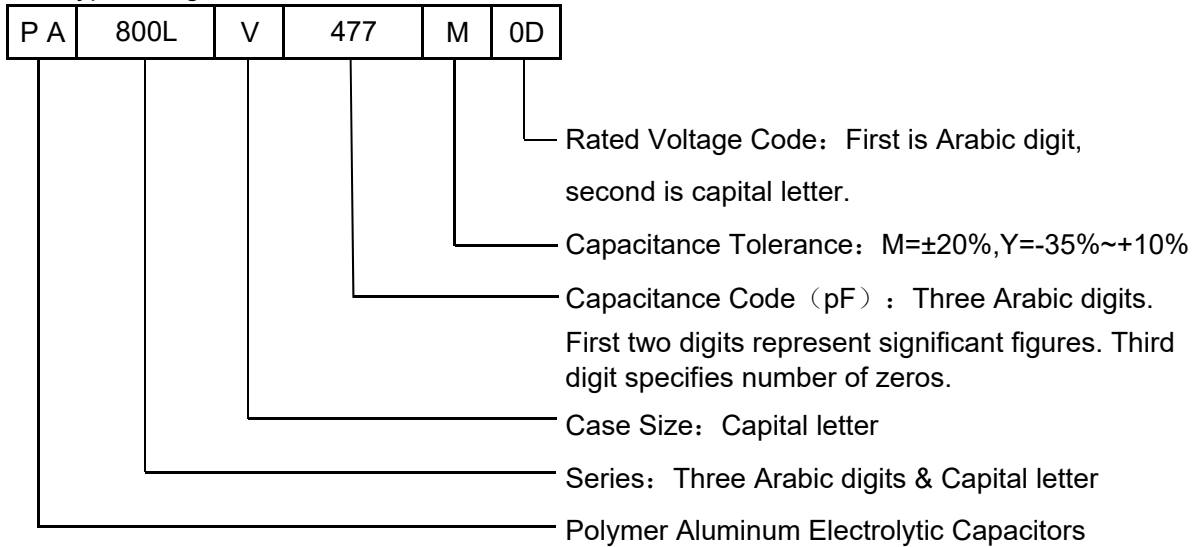 P A 800L V 477 M 0D
Rated Voltage Code：First is Arabic digit,
second is capital letter.
Capacitance Tolerance：M=±20%,Y=-35%~+10%
Capacitance Code（pF）：Three Arabic digits.
First two digits represent significant figures. Third
digit specifies number of zeros.
Case Size：Capital letter
Series：Three Arabic digits & Capital letter
Polymer Aluminum Electrolytic Capacitors